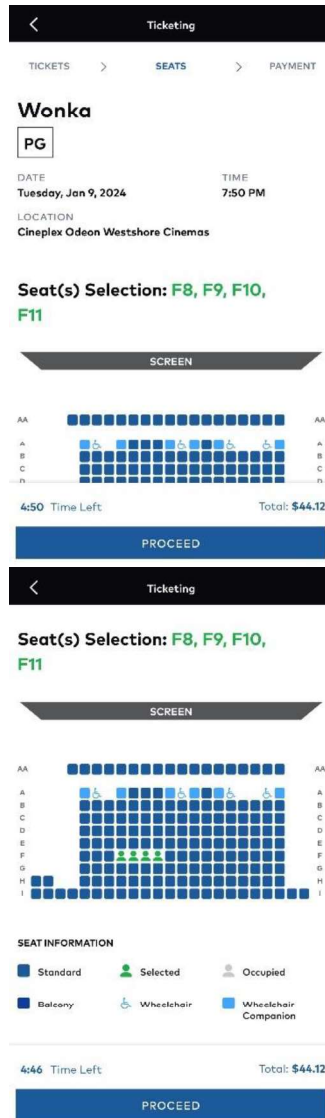 Ticketing
TICKETS > SEATS > PAYMENT
Wonka
PG
DATE TIME
Tuesday, Jan 9, 2024 7:50 PM
LOCATION
Cineplex Odeon Westshore Cinemas
Seat(s) Selection: F8, F9, F10,
F11
SCREEN
AA AA
A A
B B
C C
D D
4:50 Time Left Total: $44.12
PROCEED
Ticketing
Seat(s) Selection: F8, F9, F10,
F11
SCREEN
AA AA
A A
B B
C C
D D
E E
F F
G G
H H
I I
SEAT INFORMATION
Standard Selected Occupied
Balcony Wheelchair Wheelchair
Companion
4:46 Time Left Total: $44.12
PROCEED